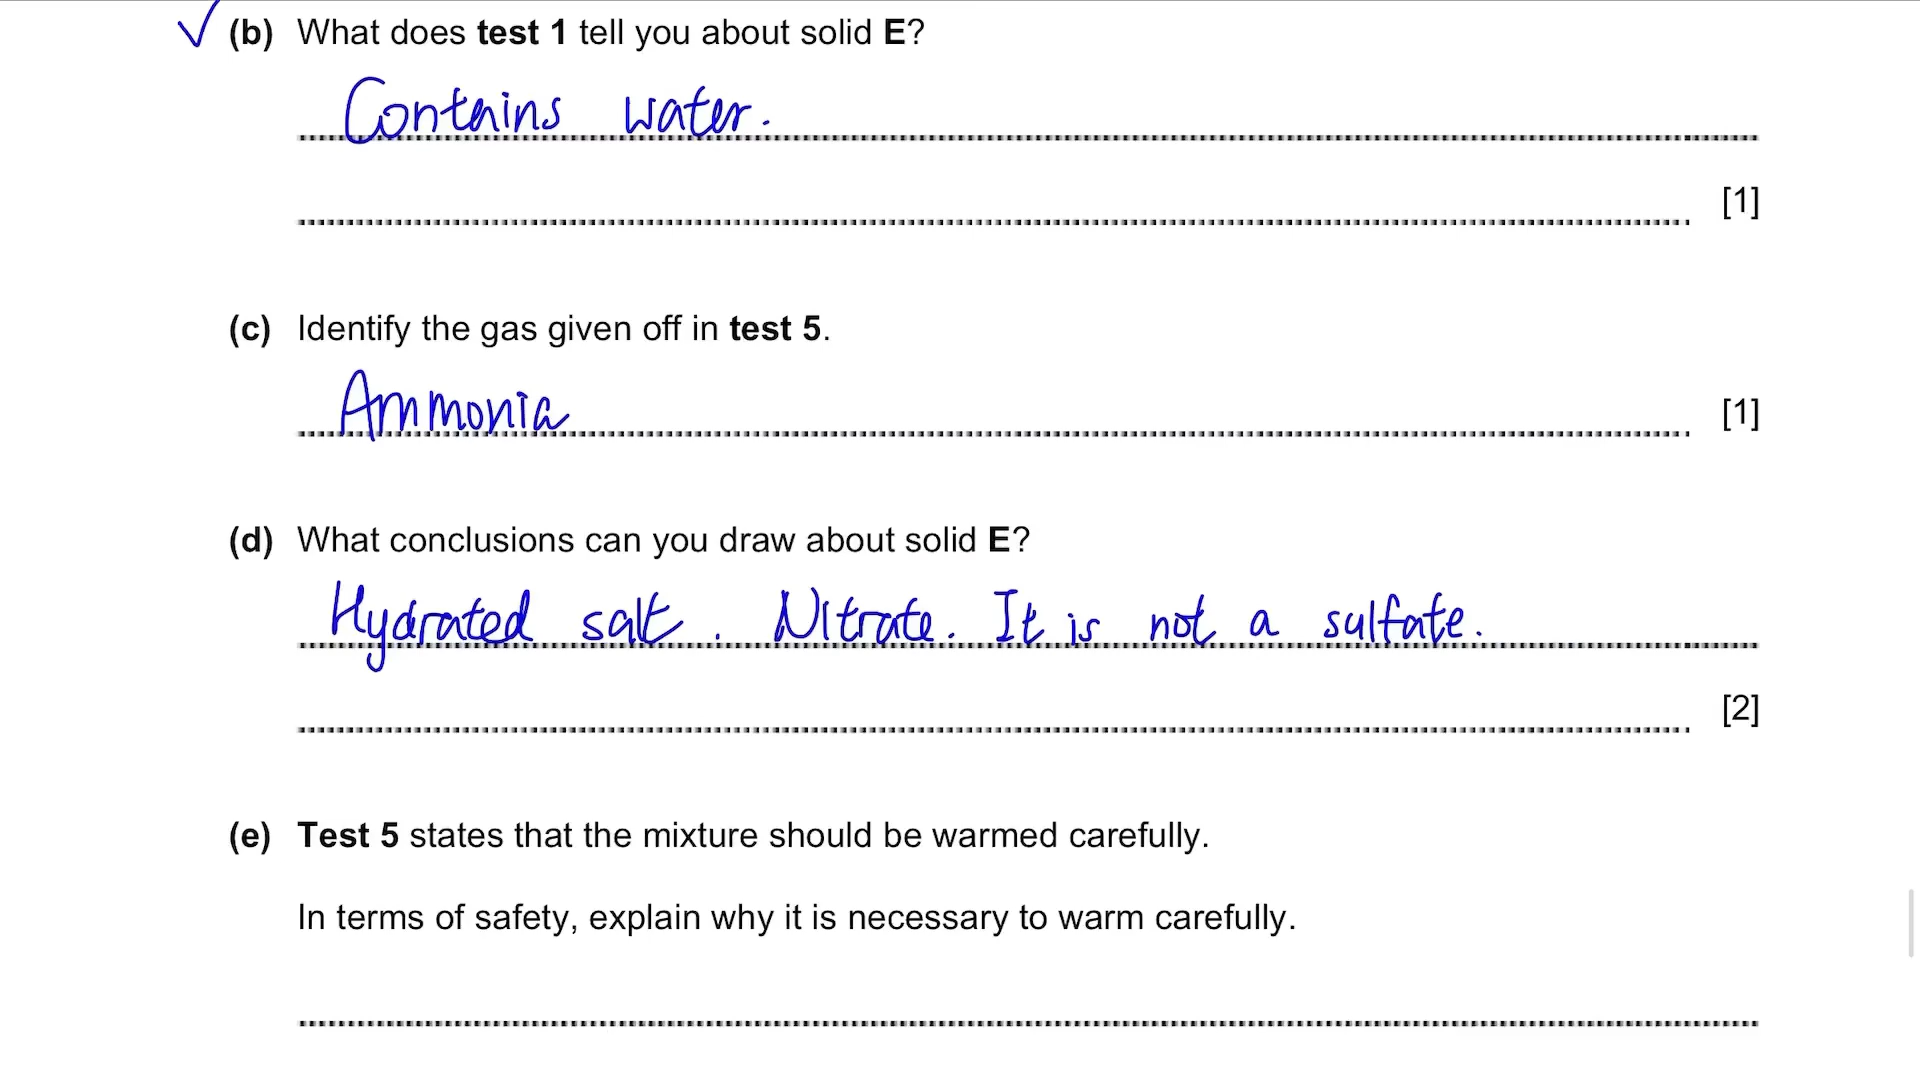 (b) What does test 1 tell you about solid E?
Contains water.
[1]
(c) Identify the gas given off in test 5.
Ammonia
[1]
(d) What conclusions can you draw about solid E?
Hydrated salt. Nitrate. It is not a sulfate.
[2]
(e) Test 5 states that the mixture should be warmed carefully.
In terms of safety, explain why it is necessary to warm carefully.